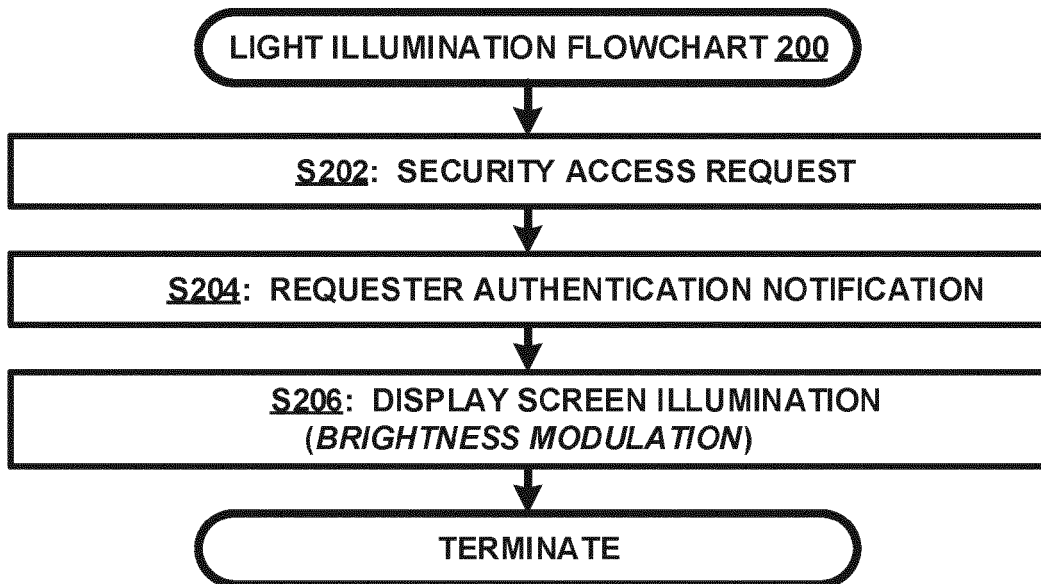 LIGHT ILLUMINATION FLOWCHART 200
S202: SECURITY ACCESS REQUEST
S204: REQUESTER AUTHENTICATION NOTIFICATION
S206: DISPLAY SCREEN ILLUMINATION
(BRIGHTNESS MODULATION)
TERMINATE